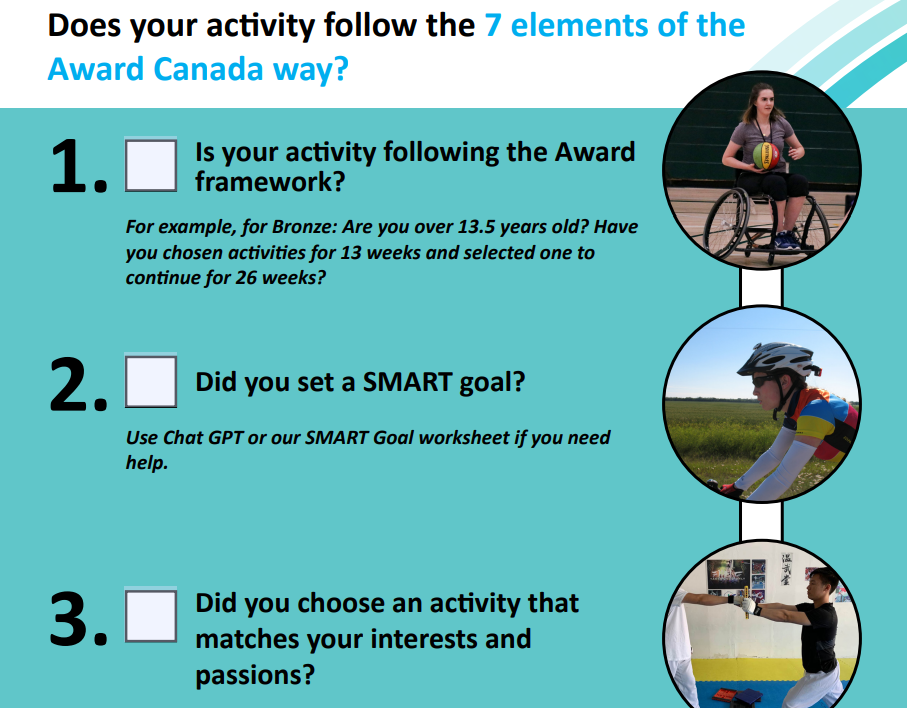 Does your activity follow the 7 elements of the
Award Canada way?
1.
Is your activity following the Award
framework?
For example, for Bronze: Are you over 13.5 years old? Have
you chosen activities for 13 weeks and selected one to
continue for 26 weeks?
2.
Did you set a SMART goal?
Use Chat GPT or our SMART Goal worksheet if you need
help.
3.
Did you choose an activity that
matches your interests and
passions?